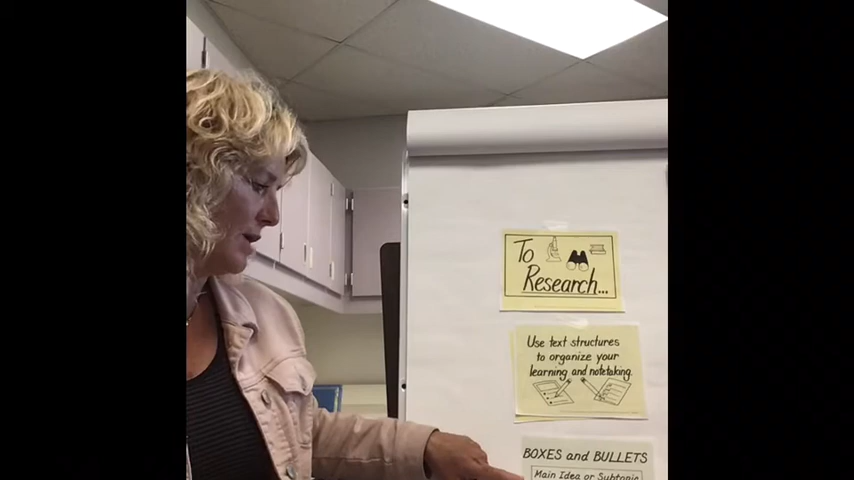 To
Research...
Use text structures
to organize your
learning and notetaking.
BOXES and BULLETS
Main Idea or Subtopic